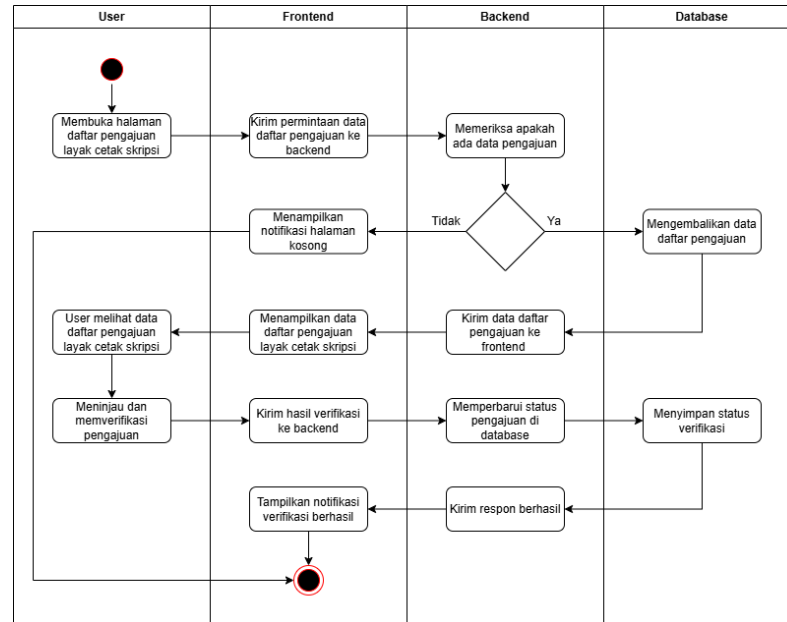 User
Frontend
Backend
Database
Membuka halaman
daftar pengajuan
layak cetak skripsi
Kirim permintaan data
daftar pengajuan ke
backend
Memeriksa apakah
ada data pengajuan
Menampilkan
notifikasi halaman
kosong
Tidak
Ya
Mengembalikan data
daftar pengajuan
User melihat data
daftar pengajuan
layak cetak skripsi
Menampilkan data
daftar pengajuan
layak cetak skripsi
Kirim data daftar
pengajuan ke
frontend
Meninjau dan
memverifikasi
pengajuan
Kirim hasil verifikasi
ke backend
Memperbarui status
pengajuan di
database
Menyimpan status
verifikasi
Tampilkan notifikasi
verifikasi berhasil
Kirim respon berhasil